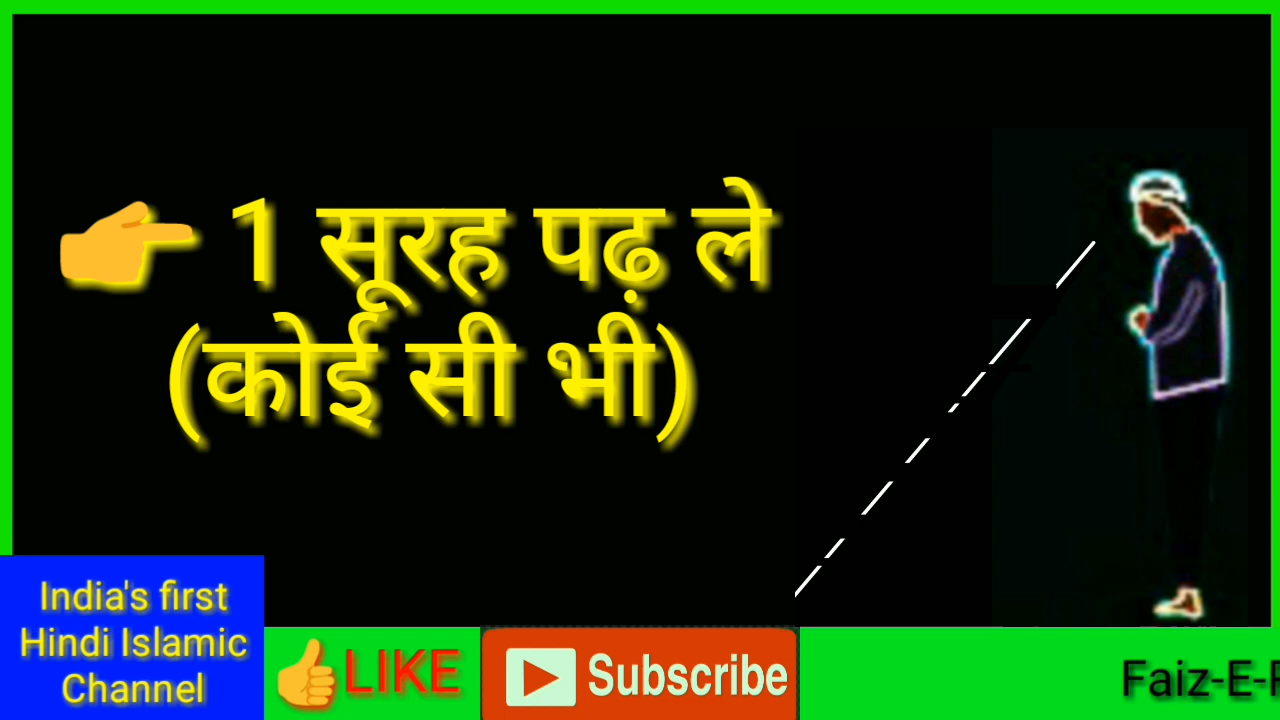 👉 1 सूरह पढ़ ले
(कोई सी भी)
India's first
Hindi Islamic
Channel
👍 LIKE
Subscribe
Faiz-E-